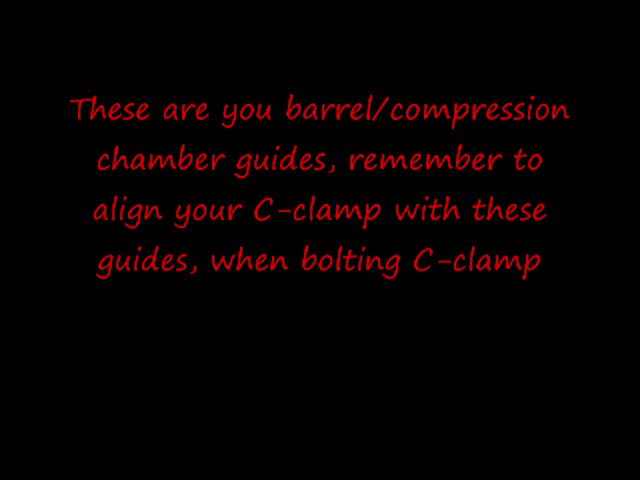 These are you barrel/compression
chamber guides, remember to
align your C-clamp with these
guides, when bolting C-clamp